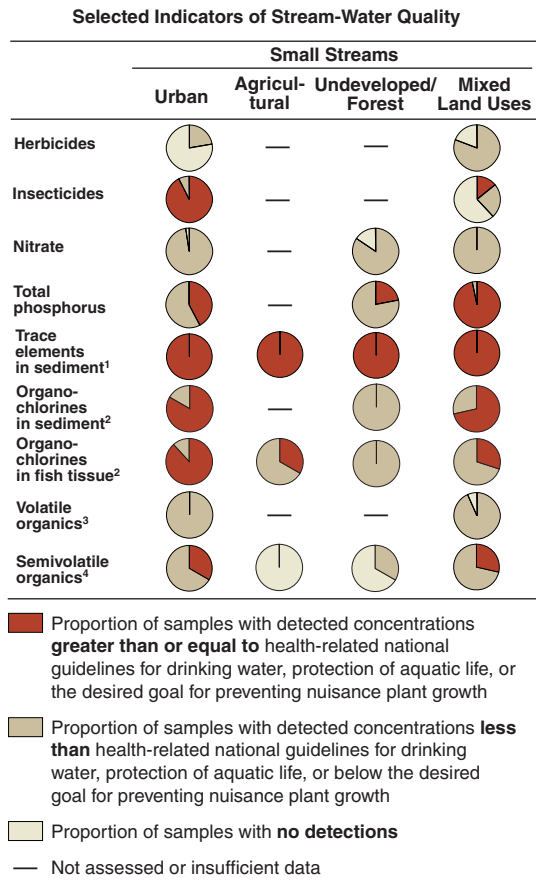 Selected Indicators of Stream-Water Quality
Small Streams
Urban
Agricul-
tural
Undeveloped/
Forest
Mixed
Land Uses
Herbicides
— —
Insecticides
— —
Nitrate
—
Total
phosphorus
—
Trace
elements
in sediment¹
Organo-
chlorines
in sediment²
—
Organo-
chlorines
in fish tissue²
Volatile
organics³
— —
Semivolatile
organics⁴
Proportion of samples with detected concentrations
greater than or equal to health-related national
guidelines for drinking water, protection of aquatic life, or
the desired goal for preventing nuisance plant growth
Proportion of samples with detected concentrations less
than health-related national guidelines for drinking
water, protection of aquatic life, or below the desired
goal for preventing nuisance plant growth
Proportion of samples with no detections
— Not assessed or insufficient data